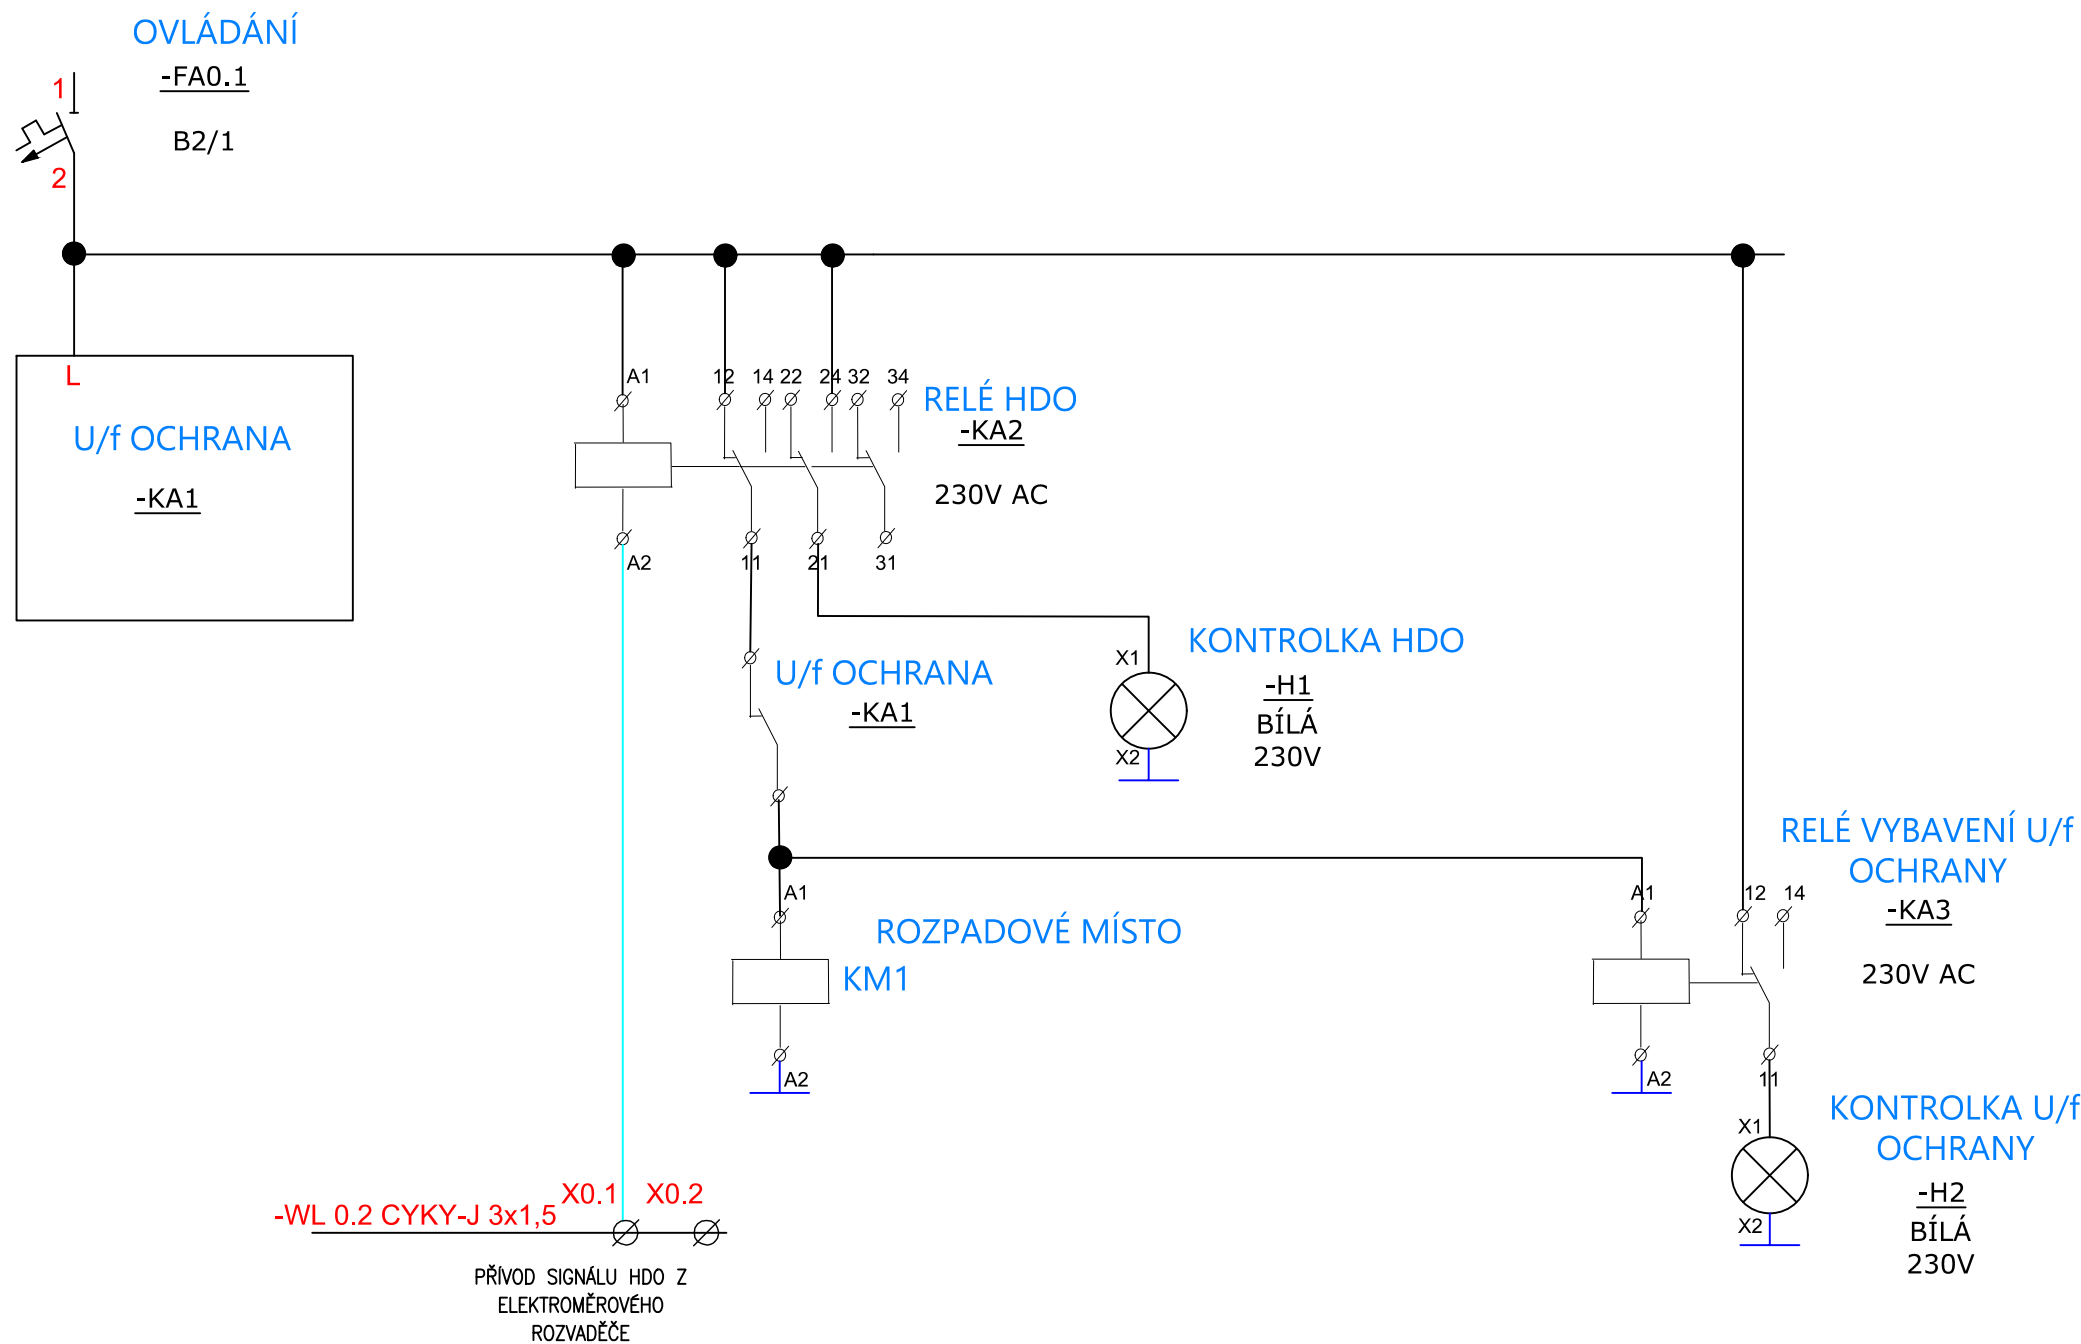 OVLÁDÁNÍ
-FA0.1
1
B2/1
2
L
U/f OCHRANA
-KA1
A1
12
14
22
24
32
34
RELÉ HDO
-KA2
230V AC
A2
11
21
31
U/f OCHRANA
-KA1
X1
KONTROLKA HDO
-H1
BÍLÁ
X2
230V
A1
ROZPADOVÉ MÍSTO
KM1
A2
RELÉ VYBAVENÍ U/f
OCHRANY
A1
12
14
-KA3
230V AC
A2
11
X1
KONTROLKA U/f
OCHRANY
-H2
X2
BÍLÁ
230V
-WL 0.2 CYKY-J 3x1,5
X0.1
X0.2
PŘÍVOD SIGNÁLU HDO Z
ELEKTROMĚROVÉHO
ROZVADĚČE